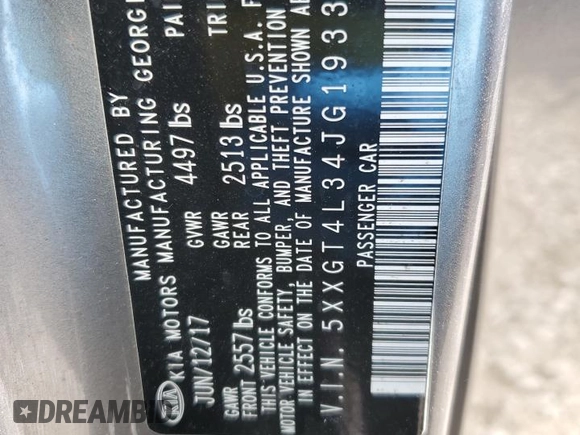 MANUFACTURED BY
KIA KIA MOTORS MANUFACTURING GEORGI
JUN/12/17 GVWR 4497 lbs PAI
GAWR FRONT 2557 lbs GAWR REAR 2513 lbs TRI
THIS VEHICLE CONFORMS TO ALL APPLICABLE U.S.A. F
MOTOR VEHICLE SAFETY, BUMPER, AND THEFT PREVENTION
IN EFFECT ON THE DATE OF MANUFACTURE SHOWN AB
V.I.N. 5XXGT4L34JG1933
PASSENGER CAR
DREAMBID